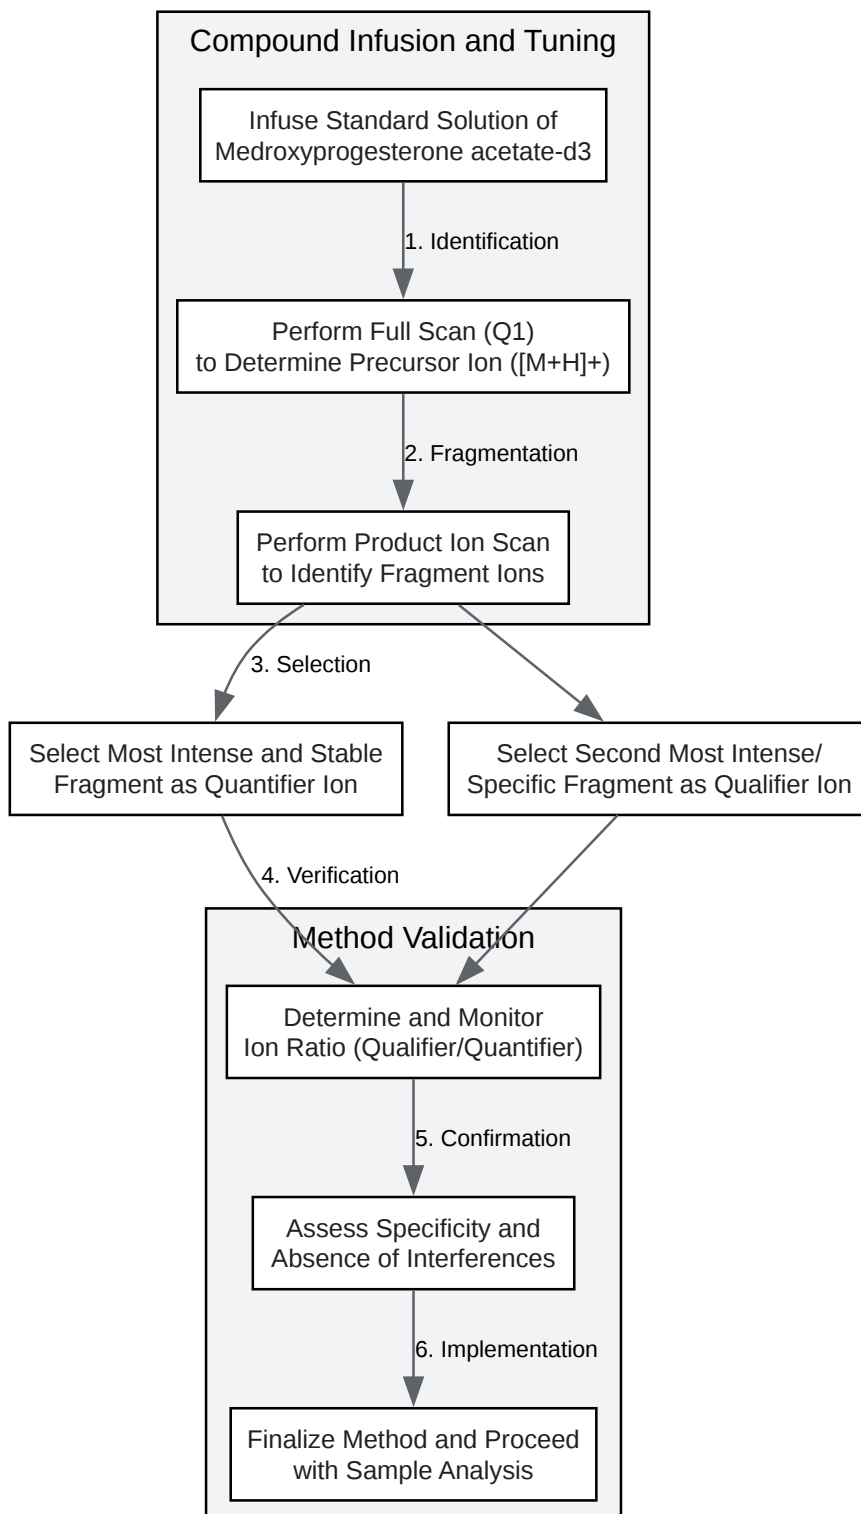 Compound Infusion and Tuning
Infuse Standard Solution of
Medroxyprogesterone acetate-d3
1. Identification
Perform Full Scan (Q1)
to Determine Precursor Ion ([M+H]+)
2. Fragmentation
Perform Product Ion Scan
to Identify Fragment Ions
3. Selection
Select Most Intense and Stable
Fragment as Quantifier Ion
Select Second Most Intense/
Specific Fragment as Qualifier Ion
4. Verification
Method Validation
Determine and Monitor
Ion Ratio (Qualifier/Quantifier)
5. Confirmation
Assess Specificity and
Absence of Interferences
6. Implementation
Finalize Method and Proceed
with Sample Analysis